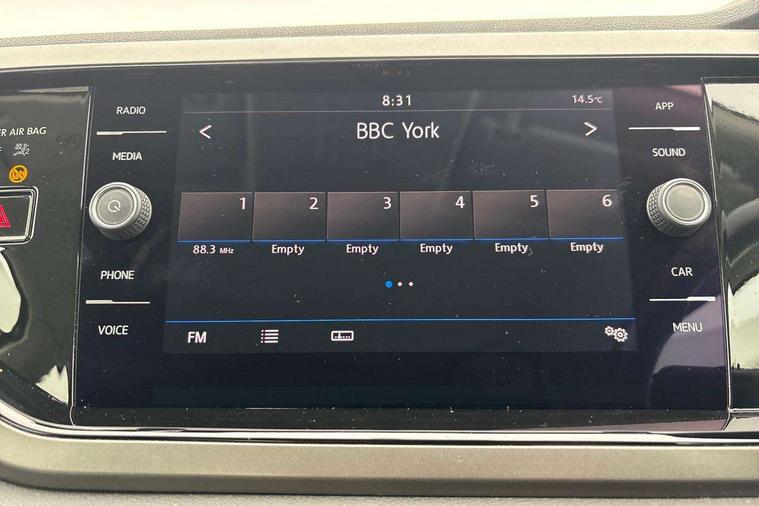 8:31
14.5°C
BBC York
1
2
3
4
5
6
88.3 MHz
Empty
Empty
Empty
Empty
Empty
FM
RADIO
MEDIA
PHONE
VOICE
APP
SOUND
CAR
MENU
AIR BAG